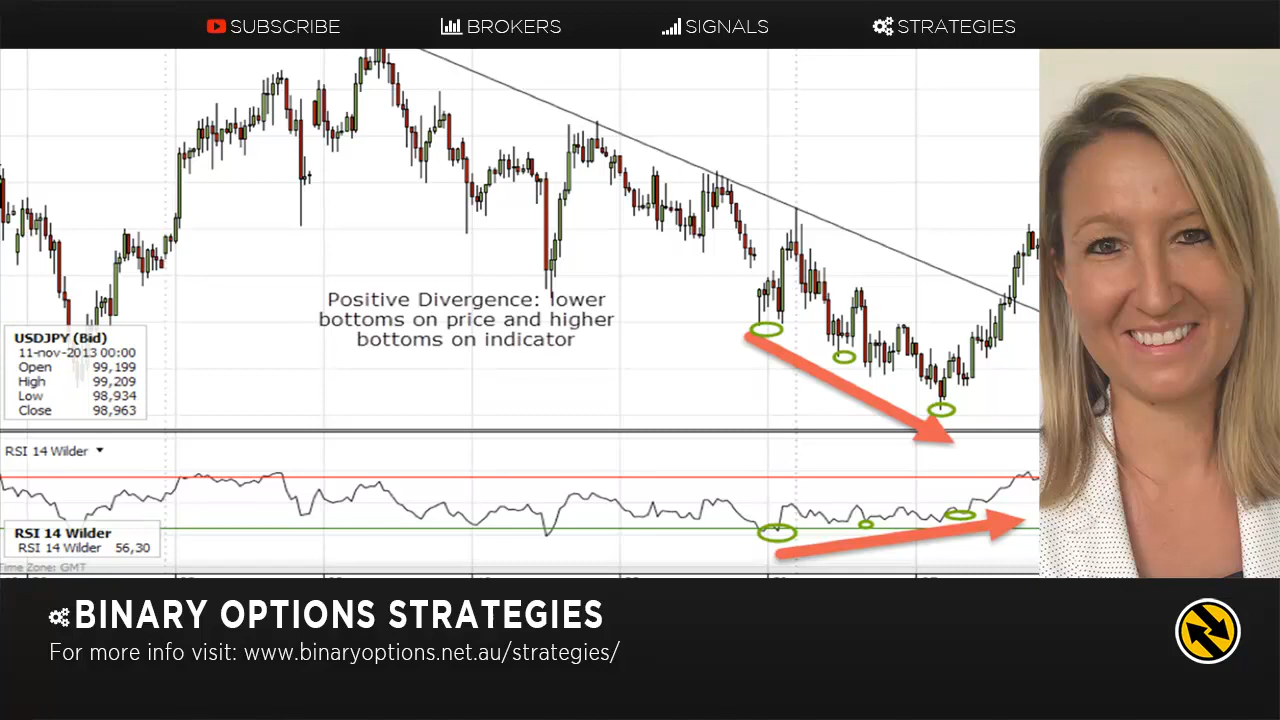 SUBSCRIBE
BROKERS
SIGNALS
STRATEGIES
Positive Divergence: lower
bottoms on price and higher
bottoms on indicator
USDJPY (Bid)
11-nov-2013 00:00
Open 99,199
High 99,209
Low 98,934
Close 98,963
RSI 14 Wilder
RSI 14 Wilder
RSI 14 Wilder 56,30
Time Zone: GMT
BINARY OPTIONS STRATEGIES
For more info visit: www.binaryoptions.net.au/strategies/